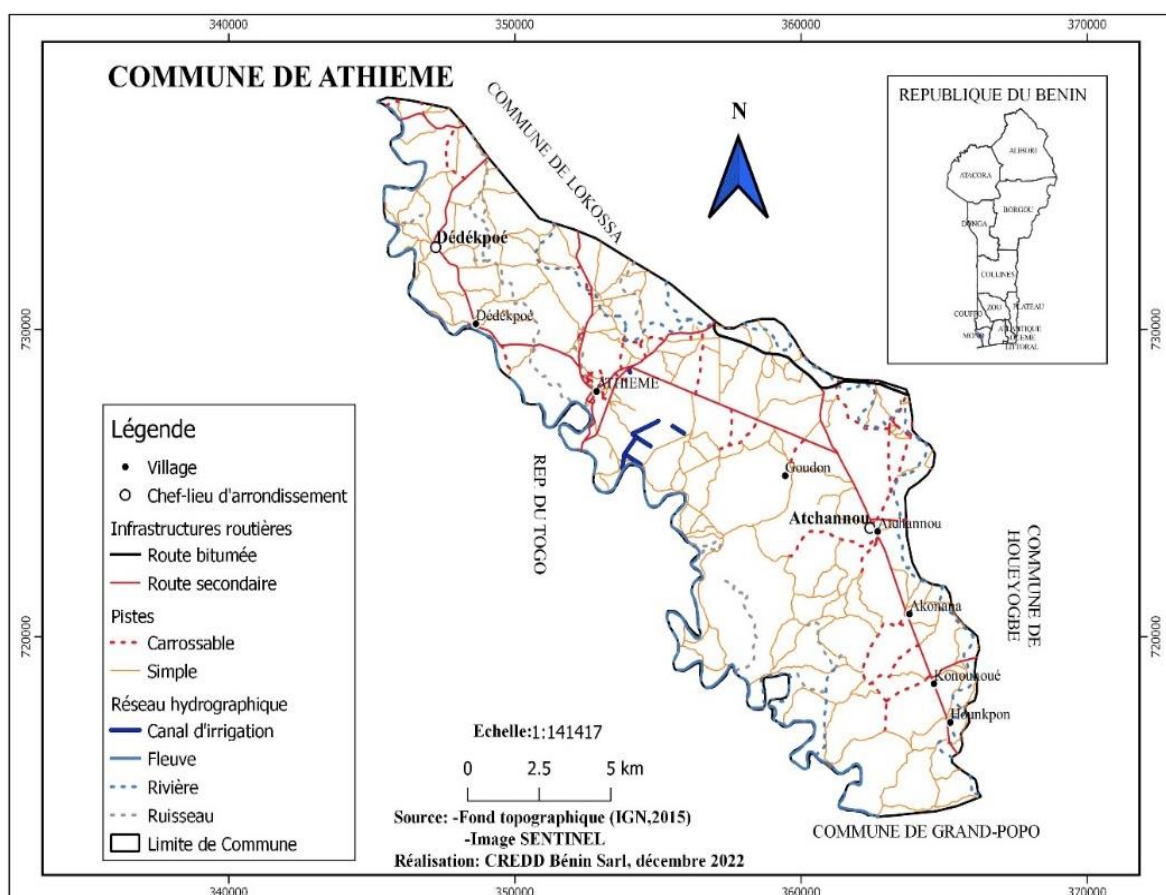 340000 350000 360000 370000
COMMUNE DE ATHIEME
COMMUNE DE LOKOSSA
N
REPUBLIQUE DU BENIN
ALIBORI
ATACORA
BORGOU
DONGA
COLLINES
ZOU
PLATEAU
COUFFO
MONO
ATLANTIQUE
LITTORAL
730000
730000
Dédékpoé
Dédékpoé
ATHIEME
Goudon
Atchannou
Atchannou
REP. DU TOGO
COMMUNE DE
HOUEYOGBE
Akonana
720000
720000
Konouhoué
Hounkpon
COMMUNE DE GRAND-POPO
Légende
Village
Chef-lieu d'arrondissement
Infrastructures routières
Route bitumée
Route secondaire
Pistes
Carrossable
Simple
Réseau hydrographique
Canal d'irrigation
Fleuve
Rivière
Ruisseau
Limite de Commune
Echelle:1:141417
0 2.5 5 km
Source: -Fond topographique (IGN,2015)
-Image SENTINEL
Réalisation: CREDD Bénin Sarl, décembre 2022
340000 350000 360000 370000